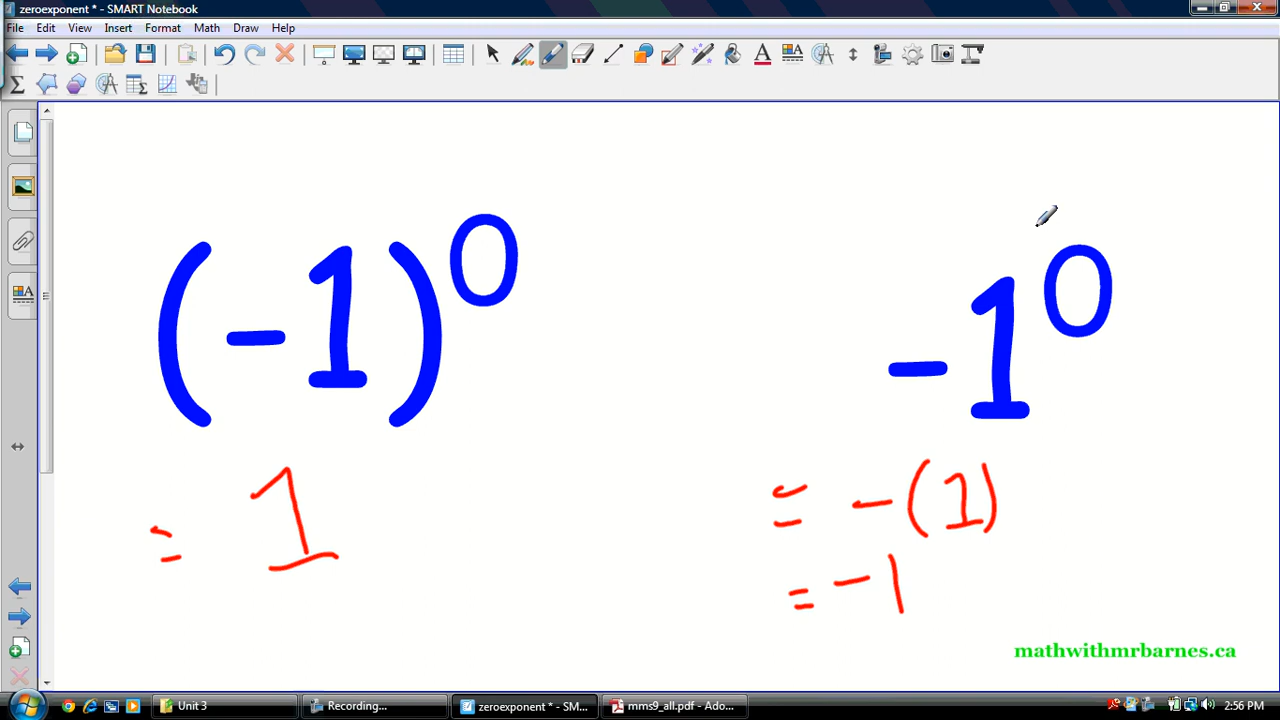 zeroexponent * - SMART Notebook
File Edit View Insert Format Math Draw Help
(-1)⁰
= 1
-1⁰
= -(1)
= -1
mathwithmrbarnes.ca
Unit 3
Recording...
zeroexponent * - SM...
mms9_all.pdf - Ado...
2:56 PM